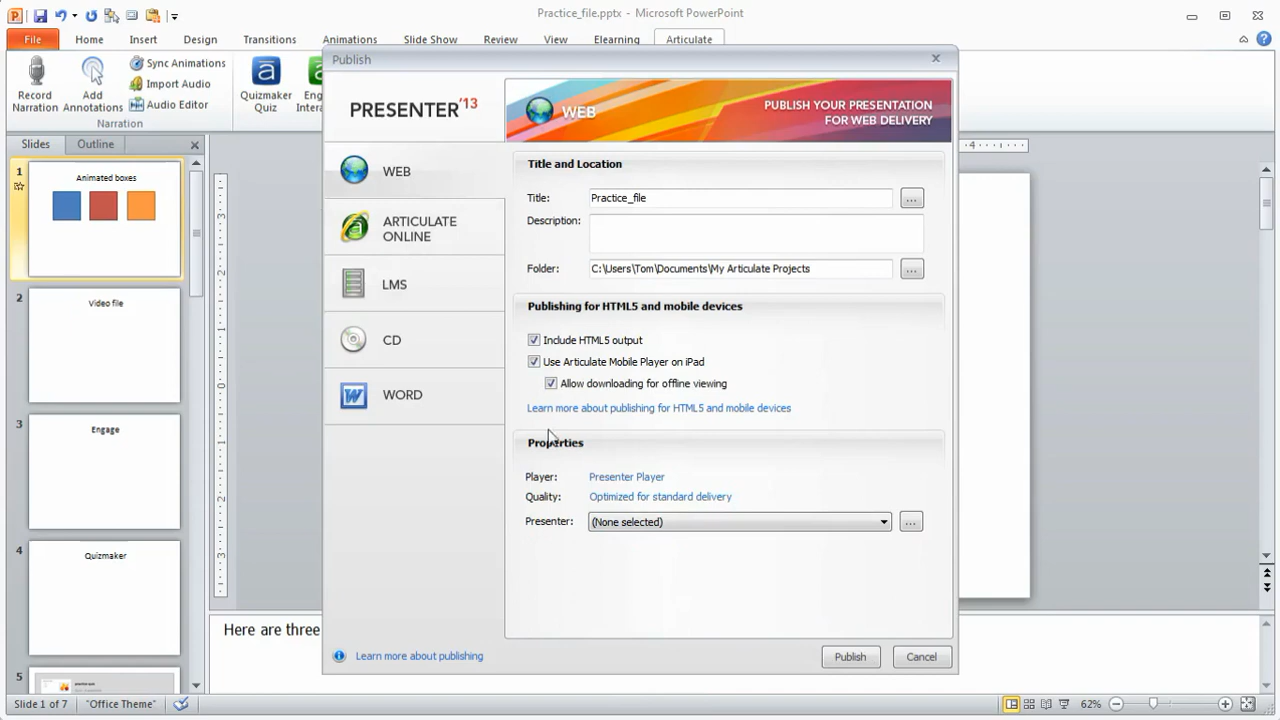 Practice_file.pptx - Microsoft PowerPoint
File Home Insert Design Transitions Animations Slide Show Review View Elearning Articulate
Record Narration
Add Annotations
Sync Animations
Import Audio
Audio Editor
Narration
Quizmaker Quiz
Slides Outline
1
Animated boxes
2
Video file
3
Engage
4
Quizmaker
5
Publish
PRESENTER'13
WEB
ARTICULATE ONLINE
LMS
CD
WORD
WEB
PUBLISH YOUR PRESENTATION
FOR WEB DELIVERY
Title and Location
Title: Practice_file ...
Description:
Folder: C:\Users\Tom\Documents\My Articulate Projects ...
Publishing for HTML5 and mobile devices
Include HTML5 output
Use Articulate Mobile Player on iPad
Allow downloading for offline viewing
Learn more about publishing for HTML5 and mobile devices
Properties
Player: Presenter Player
Quality: Optimized for standard delivery
Presenter: (None selected) ...
Learn more about publishing
Publish Cancel
Here are three
Slide 1 of 7 "Office Theme" 62%